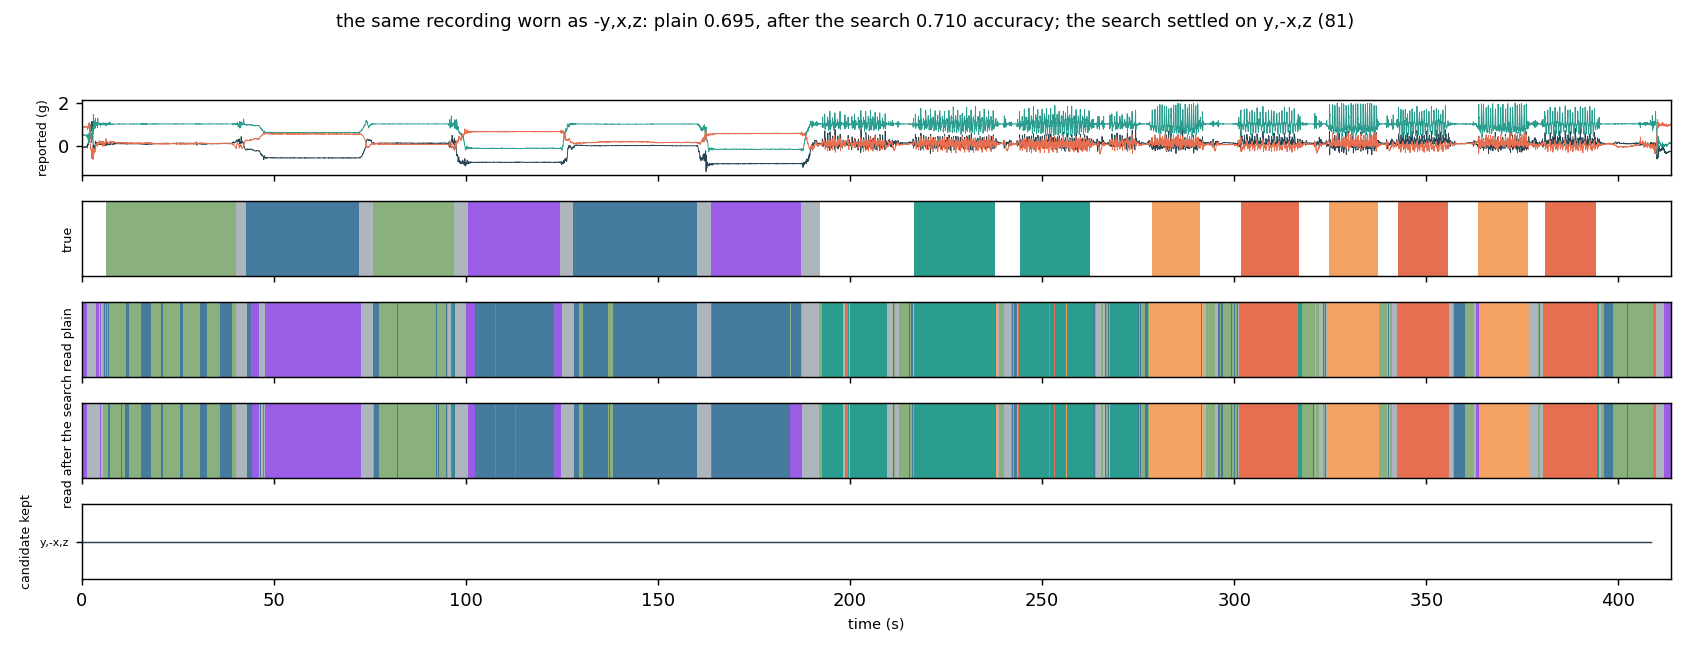 the same recording worn as -y,x,z: plain 0.695, after the search 0.710 accuracy; the search settled on y,-x,z (81)
reported (g)
2
0
true
read plain
read after the search
candidate kept
y,-x,z
0 50 100 150 200 250 300 350 400
time (s)